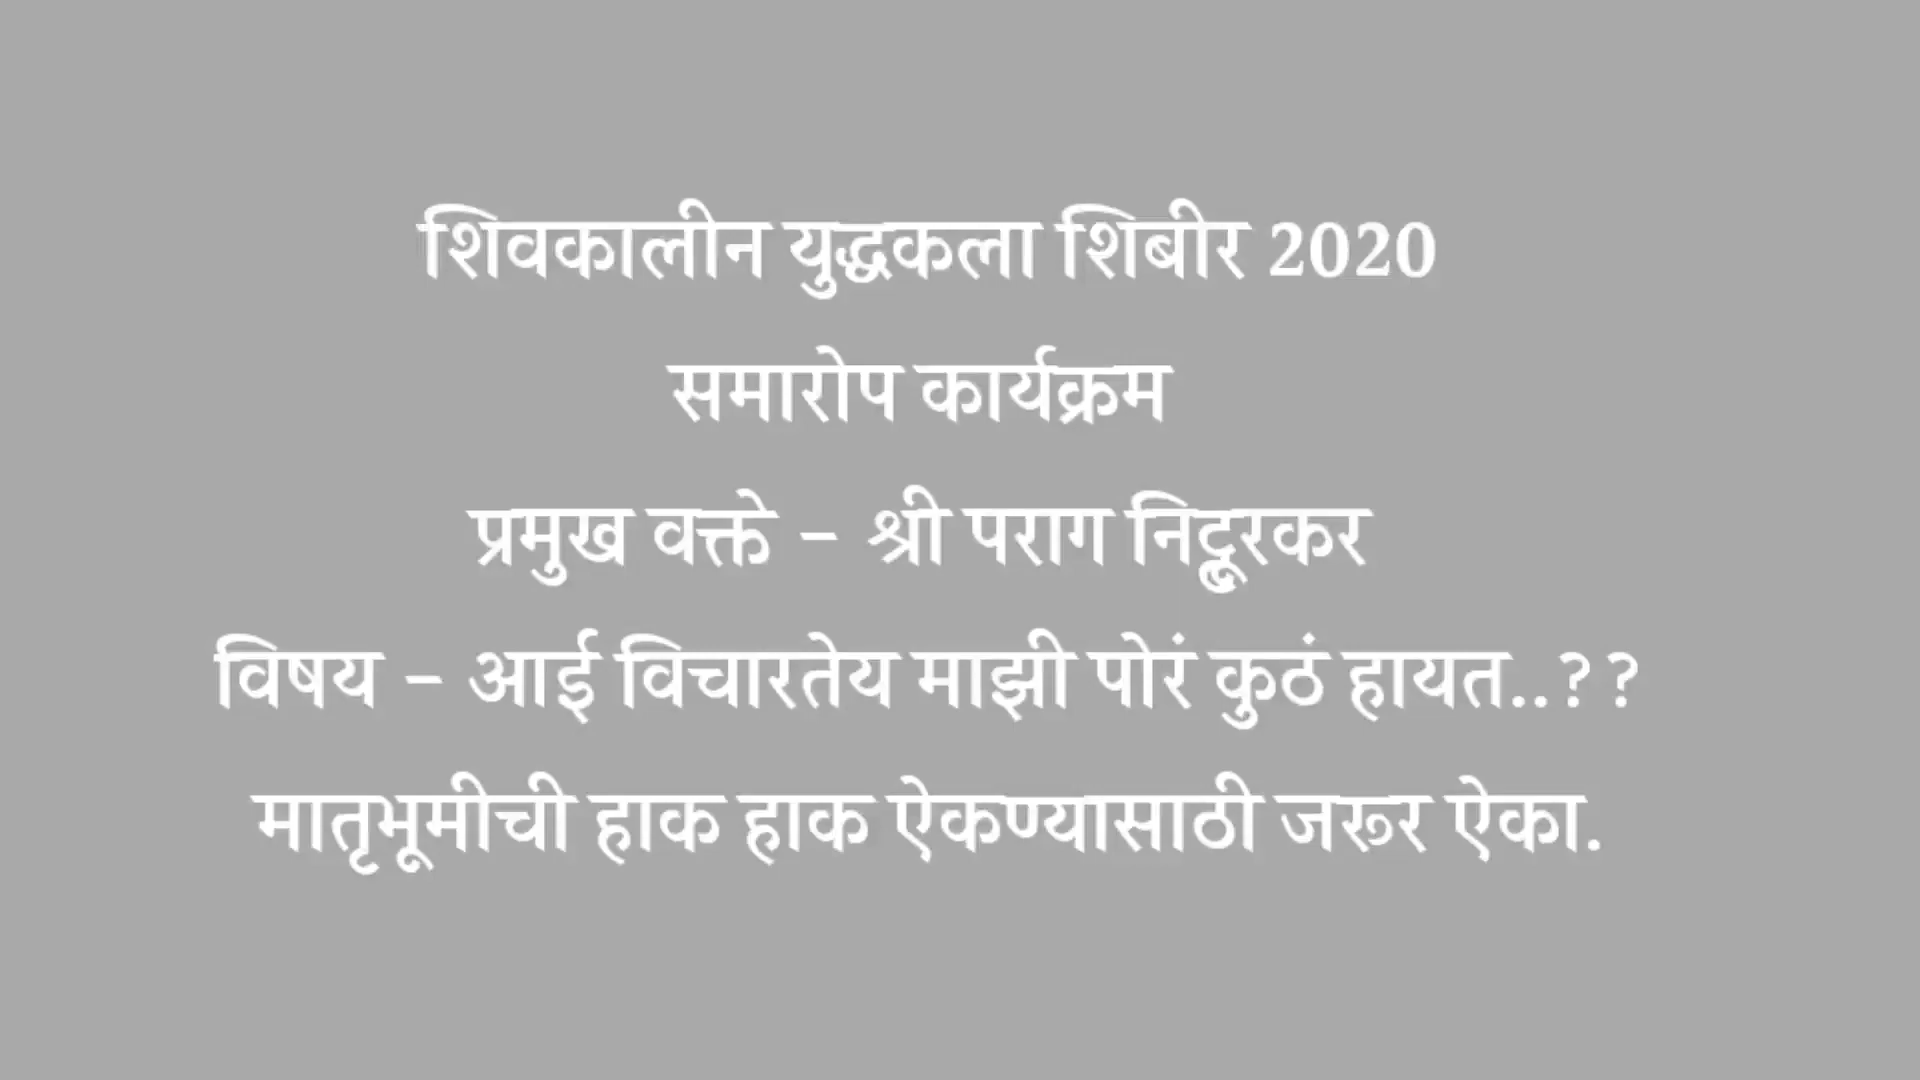 शिवकालीन युद्धकला शिबीर 2020
समारोप कार्यक्रम
प्रमुख वक्ते - श्री पराग निट्टूरकर
विषय - आई विचारतेय माझी पोरं कुठं हायत..??
मातृभूमीची हाक हाक ऐकण्यासाठी जरूर ऐका.